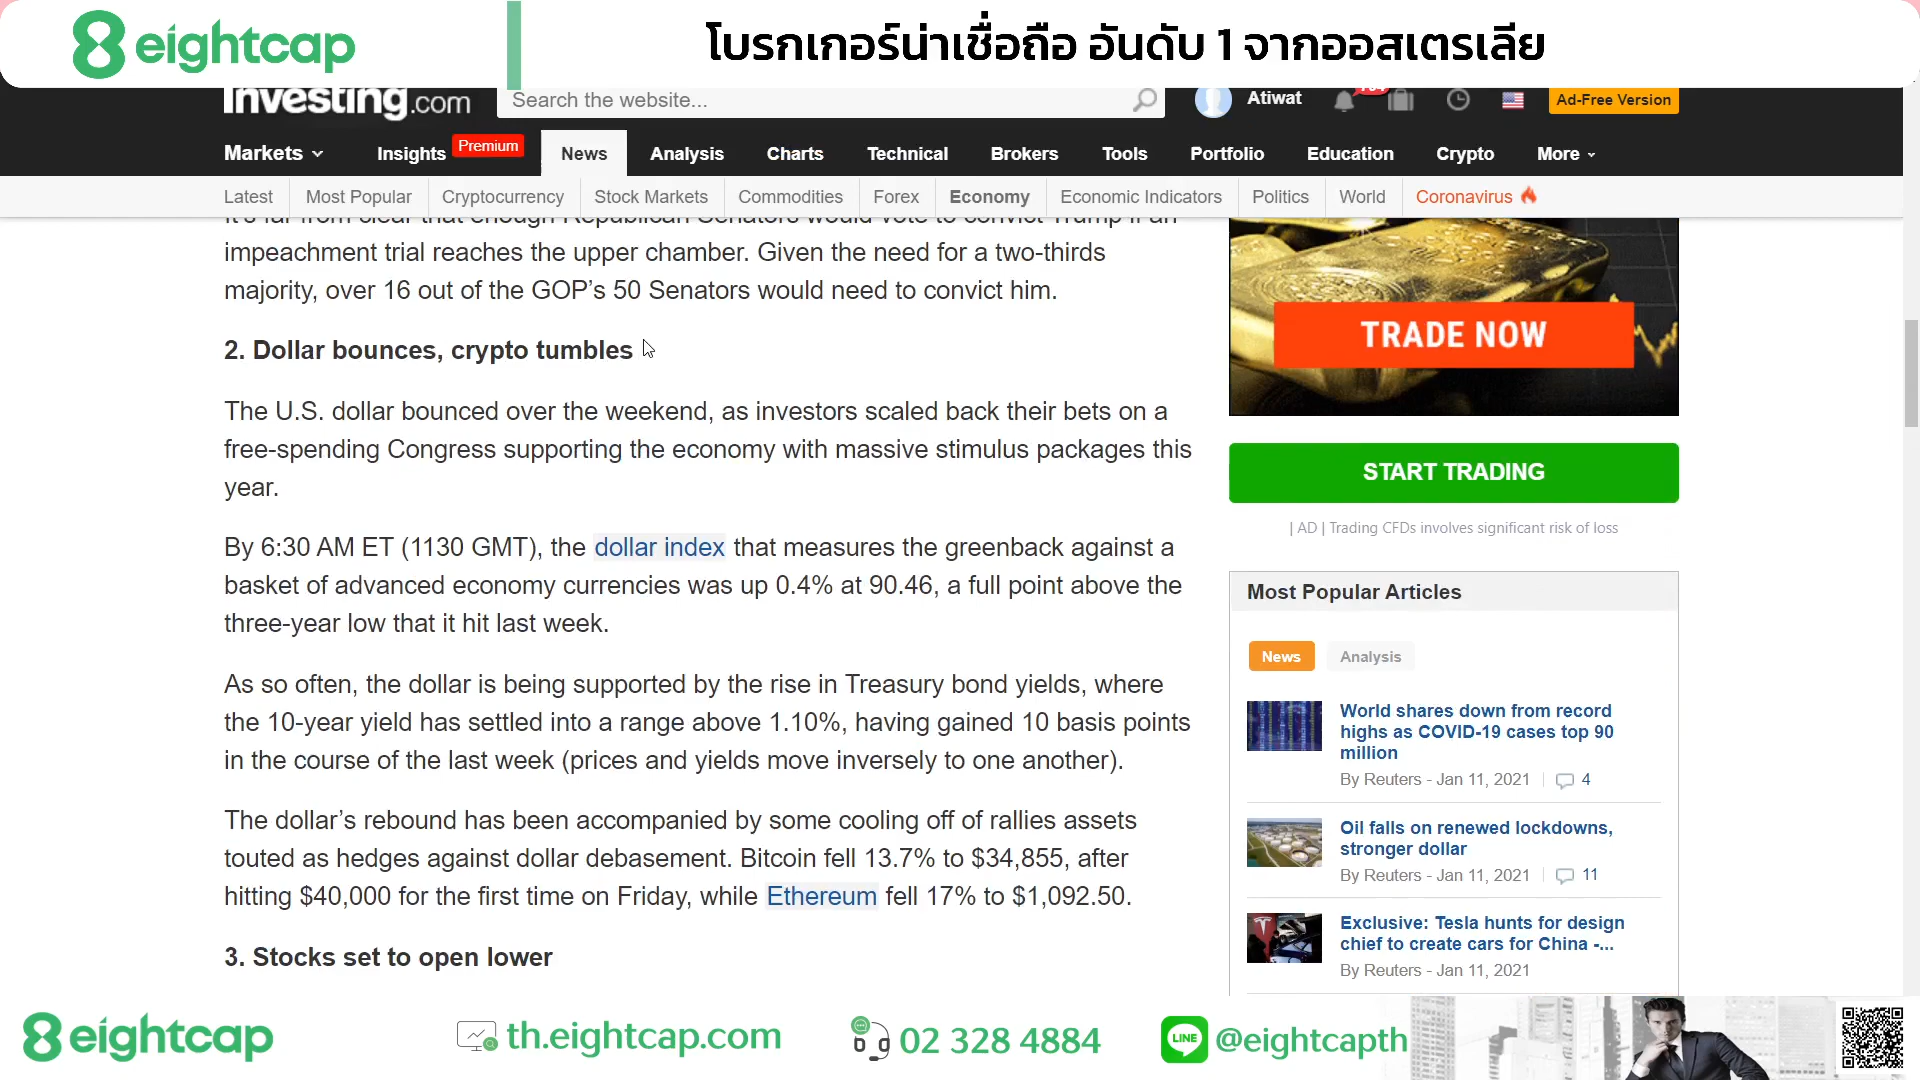 eightcap
โบรกเกอร์น่าเชื่อถือ อันดับ 1 จากออสเตรเลีย
Investing.com
Search the website...
Atiwat
Ad-Free Version
Markets
Insights
Premium
News
Analysis
Charts
Technical
Brokers
Tools
Portfolio
Education
Crypto
More
Latest
Most Popular
Cryptocurrency
Stock Markets
Commodities
Forex
Economy
Economic Indicators
Politics
World
Coronavirus
It's far from clear that enough Republican Senators would vote to convict Trump if an
impeachment trial reaches the upper chamber. Given the need for a two-thirds
majority, over 16 out of the GOP's 50 Senators would need to convict him.
2. Dollar bounces, crypto tumbles
The U.S. dollar bounced over the weekend, as investors scaled back their bets on a
free-spending Congress supporting the economy with massive stimulus packages this
year.
By 6:30 AM ET (1130 GMT), the dollar index that measures the greenback against a
basket of advanced economy currencies was up 0.4% at 90.46, a full point above the
three-year low that it hit last week.
As so often, the dollar is being supported by the rise in Treasury bond yields, where
the 10-year yield has settled into a range above 1.10%, having gained 10 basis points
in the course of the last week (prices and yields move inversely to one another).
The dollar's rebound has been accompanied by some cooling off of rallies assets
touted as hedges against dollar debasement. Bitcoin fell 13.7% to $34,855, after
hitting $40,000 for the first time on Friday, while Ethereum fell 17% to $1,092.50.
3. Stocks set to open lower
TRADE NOW
START TRADING
| AD | Trading CFDs involves significant risk of loss
Most Popular Articles
News
Analysis
World shares down from record
highs as COVID-19 cases top 90
million
By Reuters - Jan 11, 2021
4
Oil falls on renewed lockdowns,
stronger dollar
By Reuters - Jan 11, 2021
11
Exclusive: Tesla hunts for design
chief to create cars for China -...
By Reuters - Jan 11, 2021
eightcap
th.eightcap.com
02 328 4884
LINE
@eightcapth